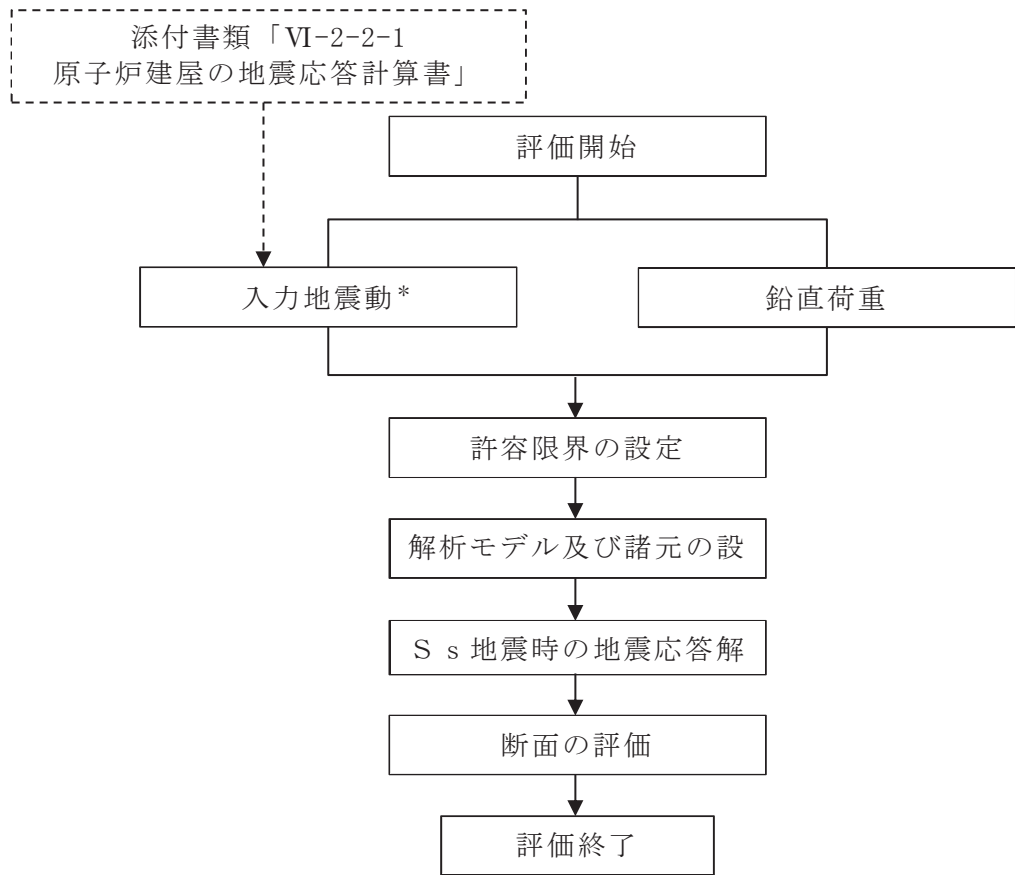 添付書類「Ⅵ-2-2-1
原子炉建屋の地震応答計算書」
評価開始
入力地震動*
鉛直荷重
許容限界の設定
解析モデル及び諸元の設
Ｓｓ地震時の地震応答解
断面の評価
評価終了